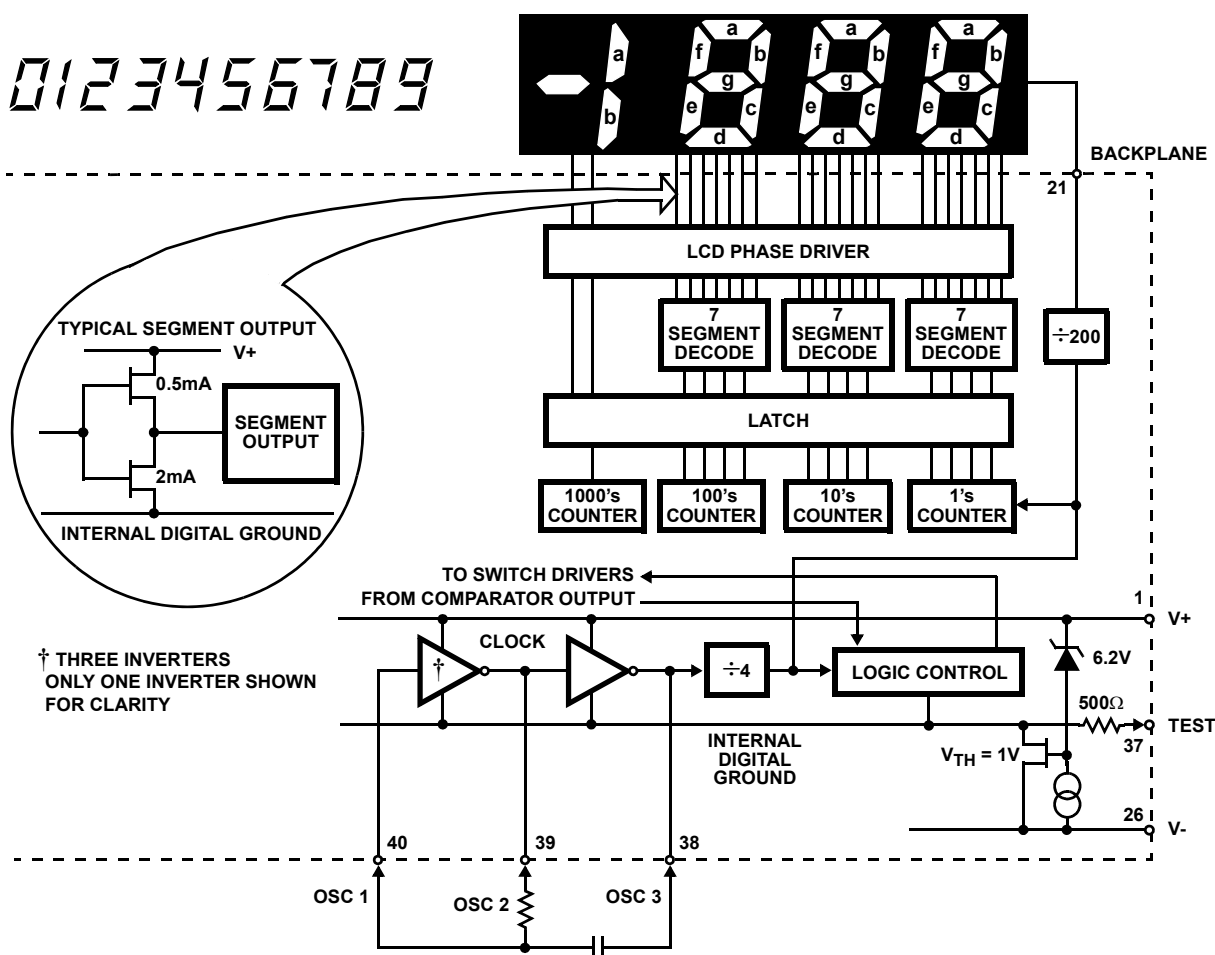 0123456789
a
b
a
f
b
g
e
c
d
a
f
b
g
e
c
d
a
f
b
g
e
c
d
BACKPLANE
21
LCD PHASE DRIVER
7
SEGMENT
DECODE
7
SEGMENT
DECODE
7
SEGMENT
DECODE
÷200
TYPICAL SEGMENT OUTPUT
V+
0.5mA
SEGMENT
OUTPUT
2mA
INTERNAL DIGITAL GROUND
LATCH
1000's
COUNTER
100's
COUNTER
10's
COUNTER
1's
COUNTER
TO SWITCH DRIVERS
FROM COMPARATOR OUTPUT
1
V+
† THREE INVERTERS
ONLY ONE INVERTER SHOWN
FOR CLARITY
†
CLOCK
÷4
LOGIC CONTROL
6.2V
500Ω
TEST
37
INTERNAL
DIGITAL
GROUND
VTH = 1V
26
V-
40
39
38
OSC 1
OSC 2
OSC 3